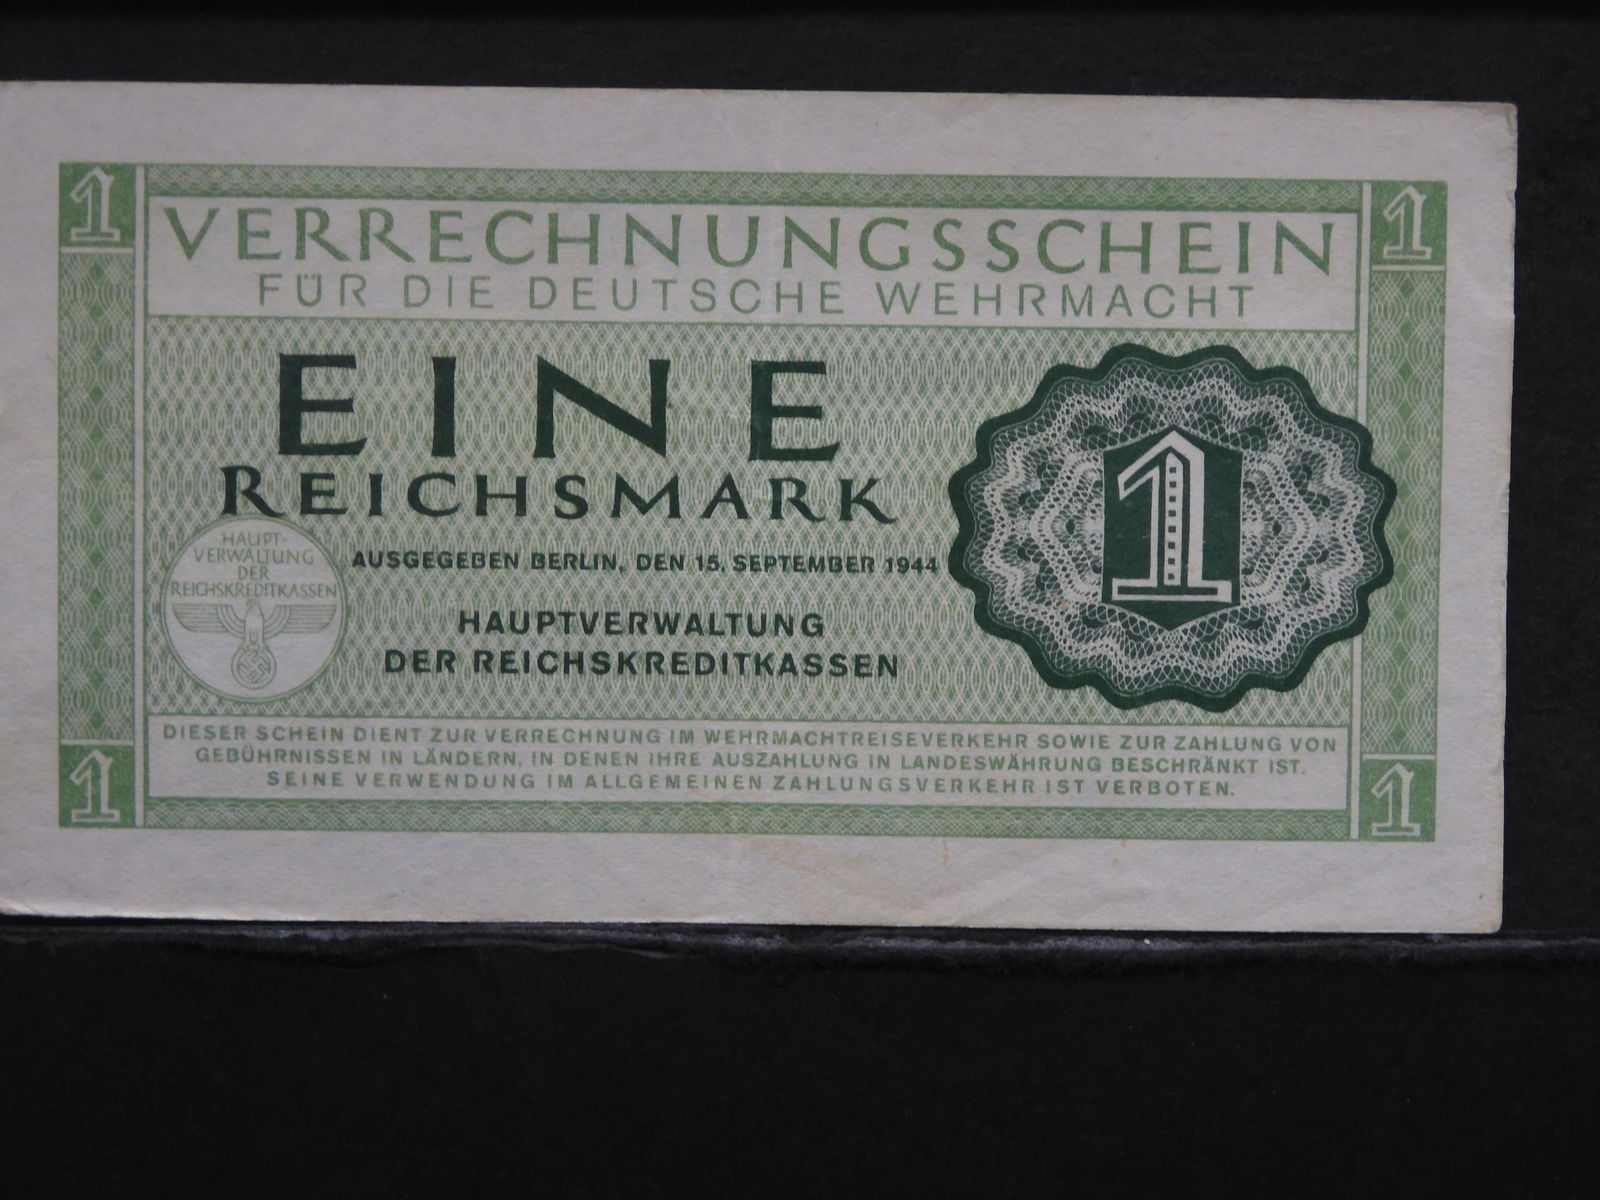 1
1
VERRECHNUNGSSCHEIN
FÜR DIE DEUTSCHE WEHRMACHT
EINE
REICHSMARK
1
AUSGEGEBEN BERLIN, DEN 15. SEPTEMBER 1944
HAUPTVERWALTUNG
DER REICHSKREDITKASSEN
HAUPT-
VERWALTUNG
DER
REICHSKREDITKASSEN
DIESER SCHEIN DIENT ZUR VERRECHNUNG IM WEHRMACHTREISEVERKEHR SOWIE ZUR ZAHLUNG VON
GEBÜHRNISSEN IN LÄNDERN, IN DENEN IHRE AUSZAHLUNG IN LANDESWÄHRUNG BESCHRÄNKT IST.
SEINE VERWENDUNG IM ALLGEMEINEN ZAHLUNGSVERKEHR IST VERBOTEN.
1
1